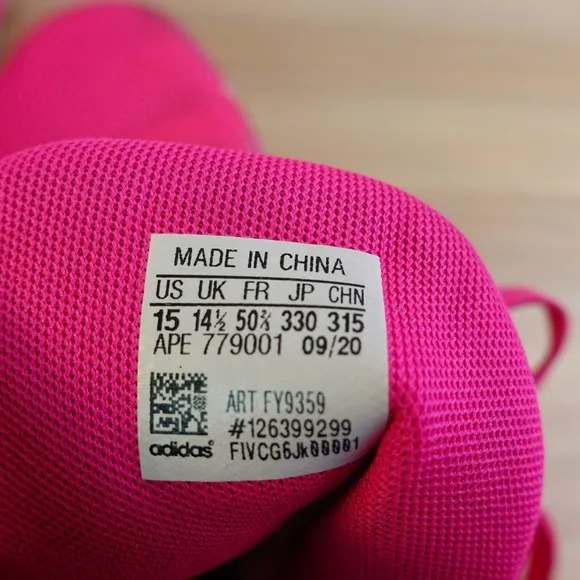 MADE IN CHINA
US UK FR JP CHN
15 14½ 50⅔ 330 315
APE 779001 09/20
ART FY9359
#126399299
adidas FIVCG6Jk00001